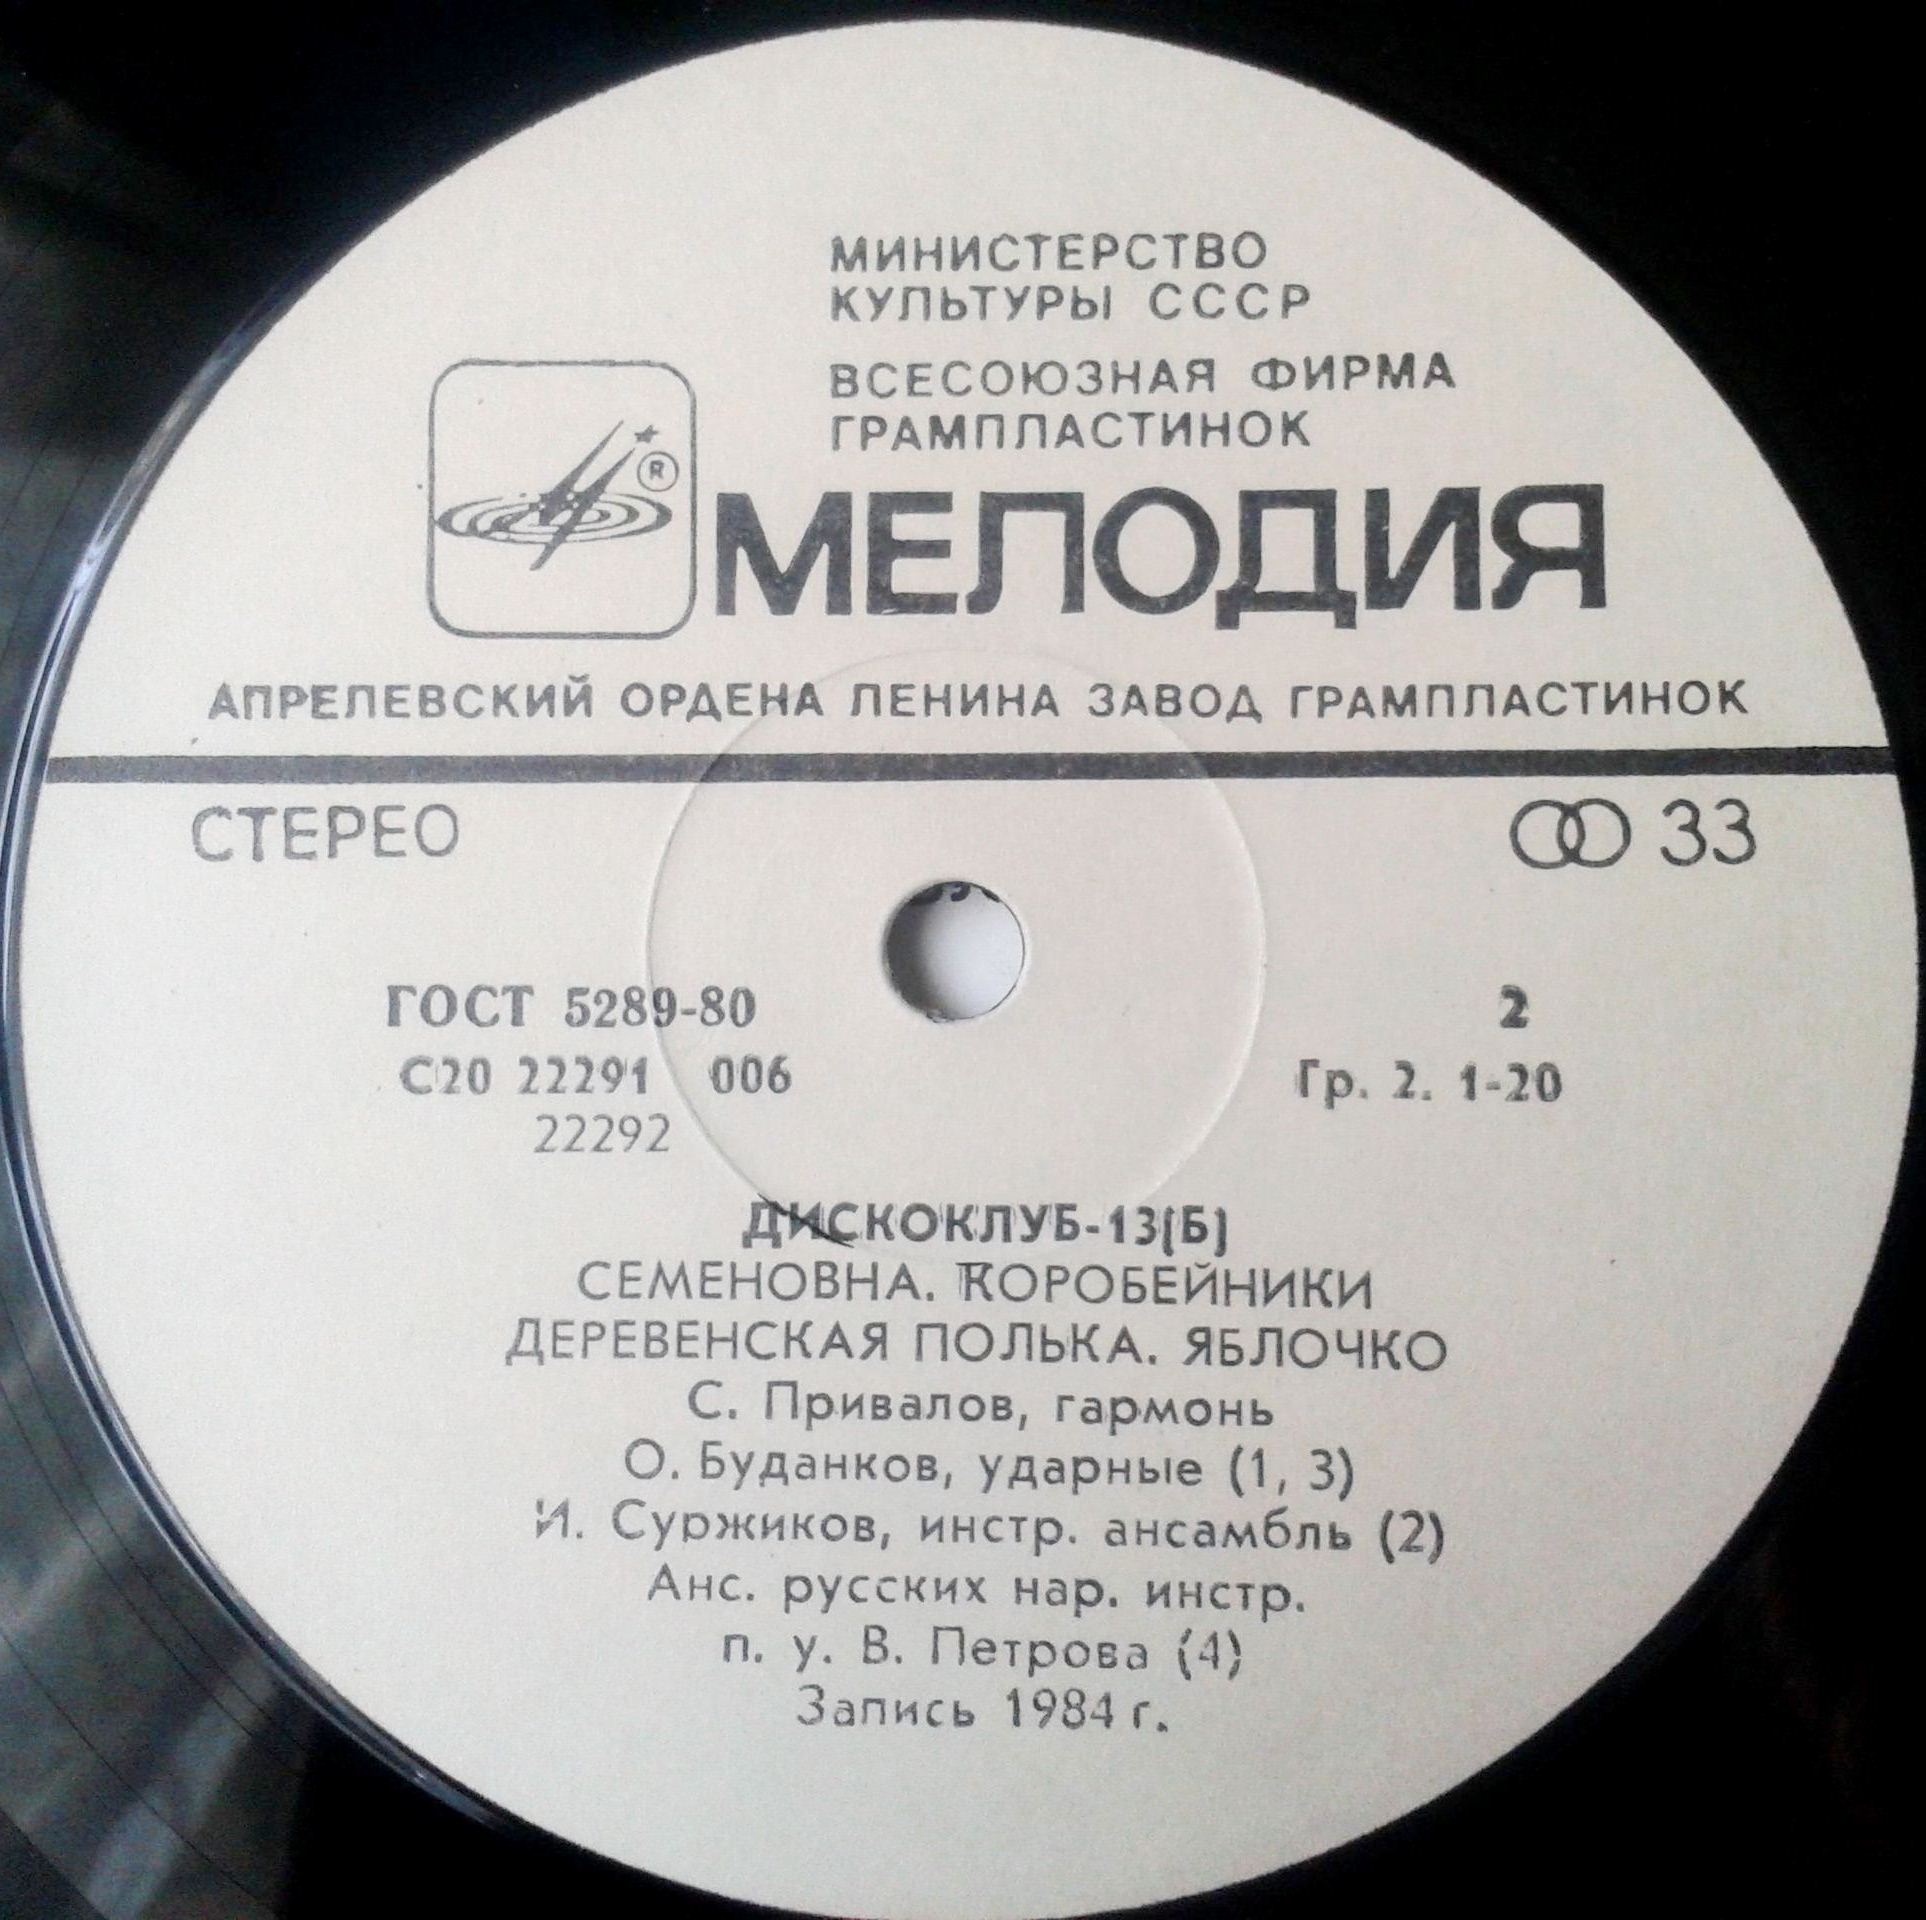 МИНИСТЕРСТВО
КУЛЬТУРЫ СССР
ВСЕСОЮЗНАЯ ФИРМА
ГРАМПЛАСТИНОК
®
МЕЛОДИЯ
АПРЕЛЕВСКИЙ ОРДЕНА ЛЕНИНА ЗАВОД ГРАМПЛАСТИНОК
СТЕРЕО 33
ГОСТ 5289-80 2
С20 22291 006 Гр. 2. 1-20
22292
ДИСКОКЛУБ-13(Б)
СЕМЕНОВНА. КОРОБЕЙНИКИ
ДЕРЕВЕНСКАЯ ПОЛЬКА. ЯБЛОЧКО
С. Привалов, гармонь
О. Буданков, ударные (1, 3)
И. Суржиков, инстр. ансамбль (2)
Анс. русских нар. инстр.
п. у. В. Петрова (4)
Запись 1984 г.